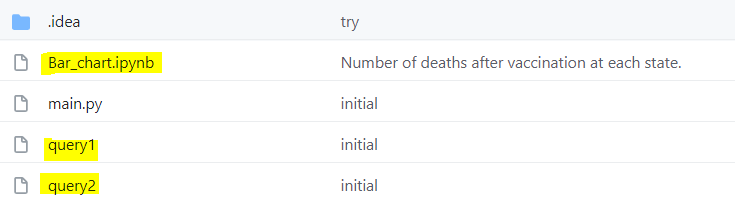 .idea try
Bar_chart.ipynb Number of deaths after vaccination at each state.
main.py initial
query1 initial
query2 initial